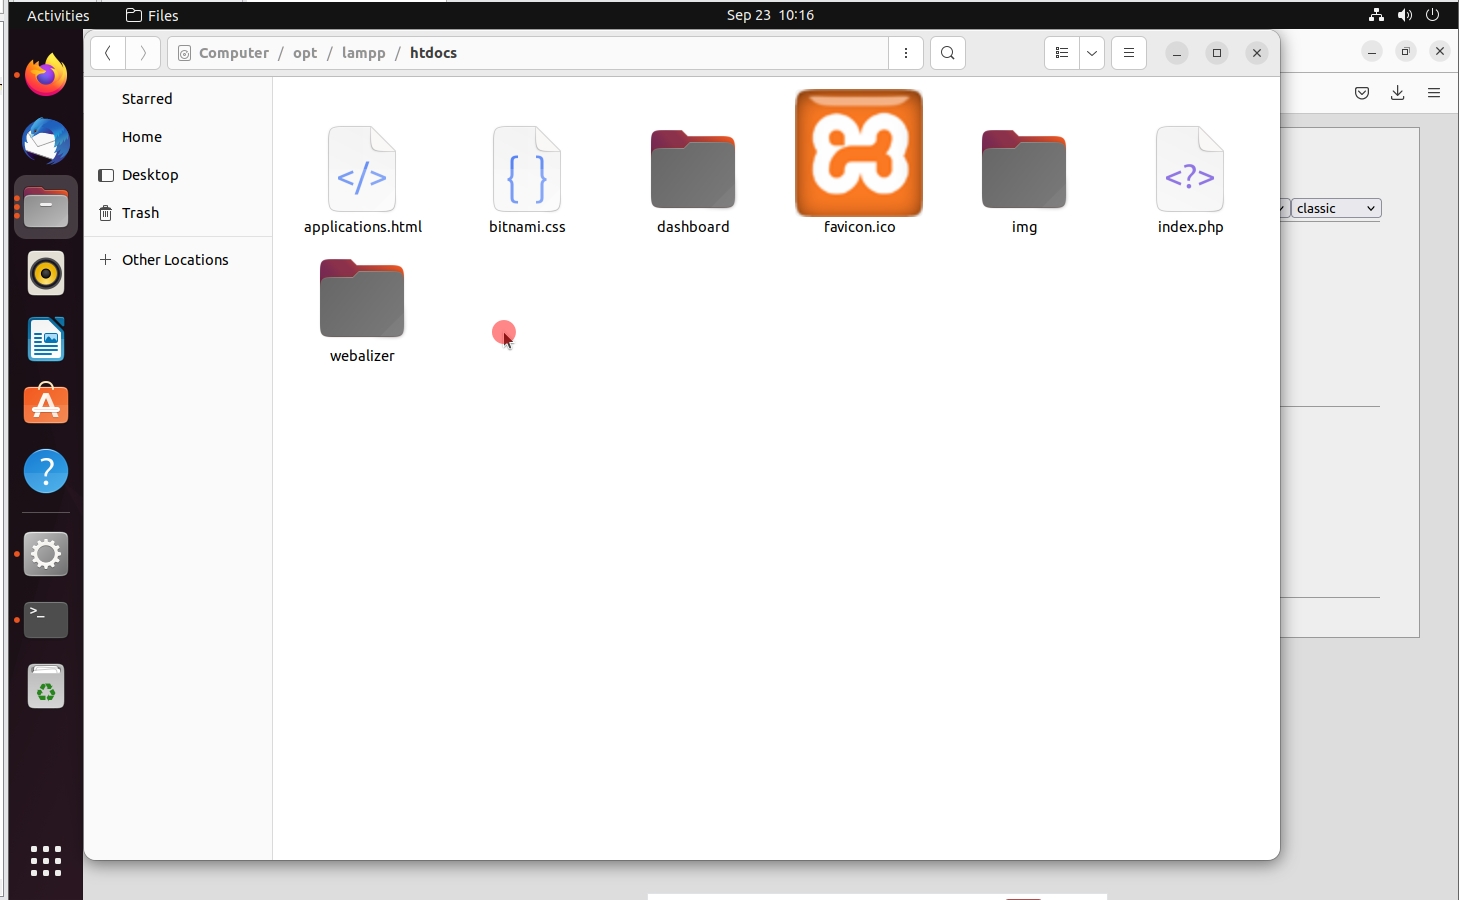 Activities
Files
Sep 23 10:16
Computer / opt / lampp / htdocs
Starred
Home
Desktop
Trash
Other Locations
</>
{ }
<?>
applications.html
bitnami.css
dashboard
favicon.ico
img
index.php
webalizer
classic
?
>_